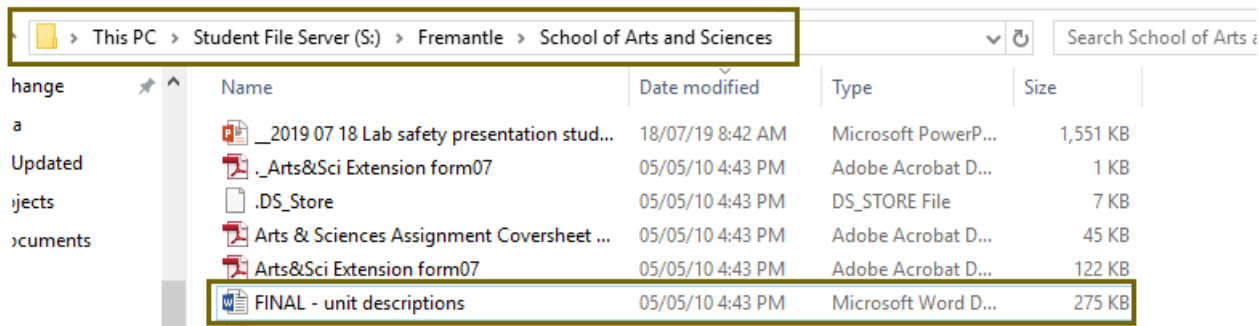 This PC > Student File Server (S:) > Fremantle > School of Arts and Sciences Search School of Arts
hange Name Date modified Type Size
a __2019 07 18 Lab safety presentation stud... 18/07/19 8:42 AM Microsoft PowerP... 1,551 KB
Updated ._Arts&Sci Extension form07 05/05/10 4:43 PM Adobe Acrobat D... 1 KB
jects .DS_Store 05/05/10 4:43 PM DS_STORE File 7 KB
ocuments Arts & Sciences Assignment Coversheet ... 05/05/10 4:43 PM Adobe Acrobat D... 45 KB
Arts&Sci Extension form07 05/05/10 4:43 PM Adobe Acrobat D... 122 KB
FINAL - unit descriptions 05/05/10 4:43 PM Microsoft Word D... 275 KB